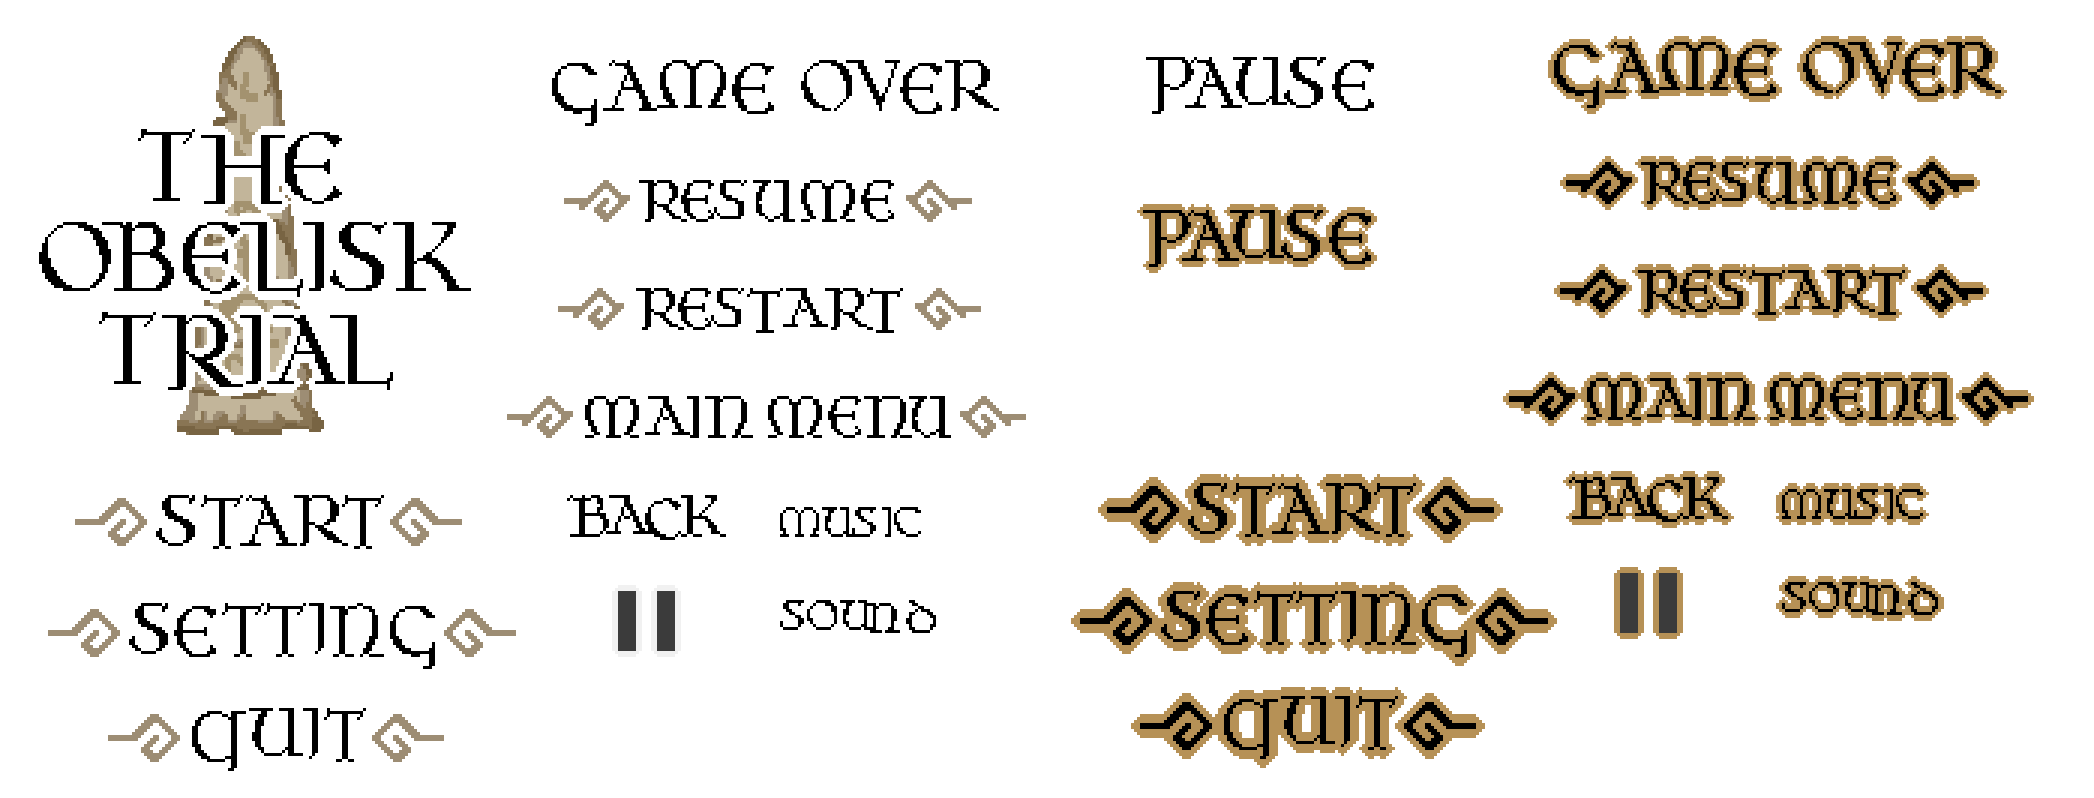 THE
OBELISK
TRIAL
START
SETTING
QUIT
GAME OVER
RESUME
RESTART
MAIN MENU
BACK
MUSIC
SOUND
PAUSE
PAUSE
START
SETTING
QUIT
GAME OVER
RESUME
RESTART
MAIN MENU
BACK
MUSIC
SOUND